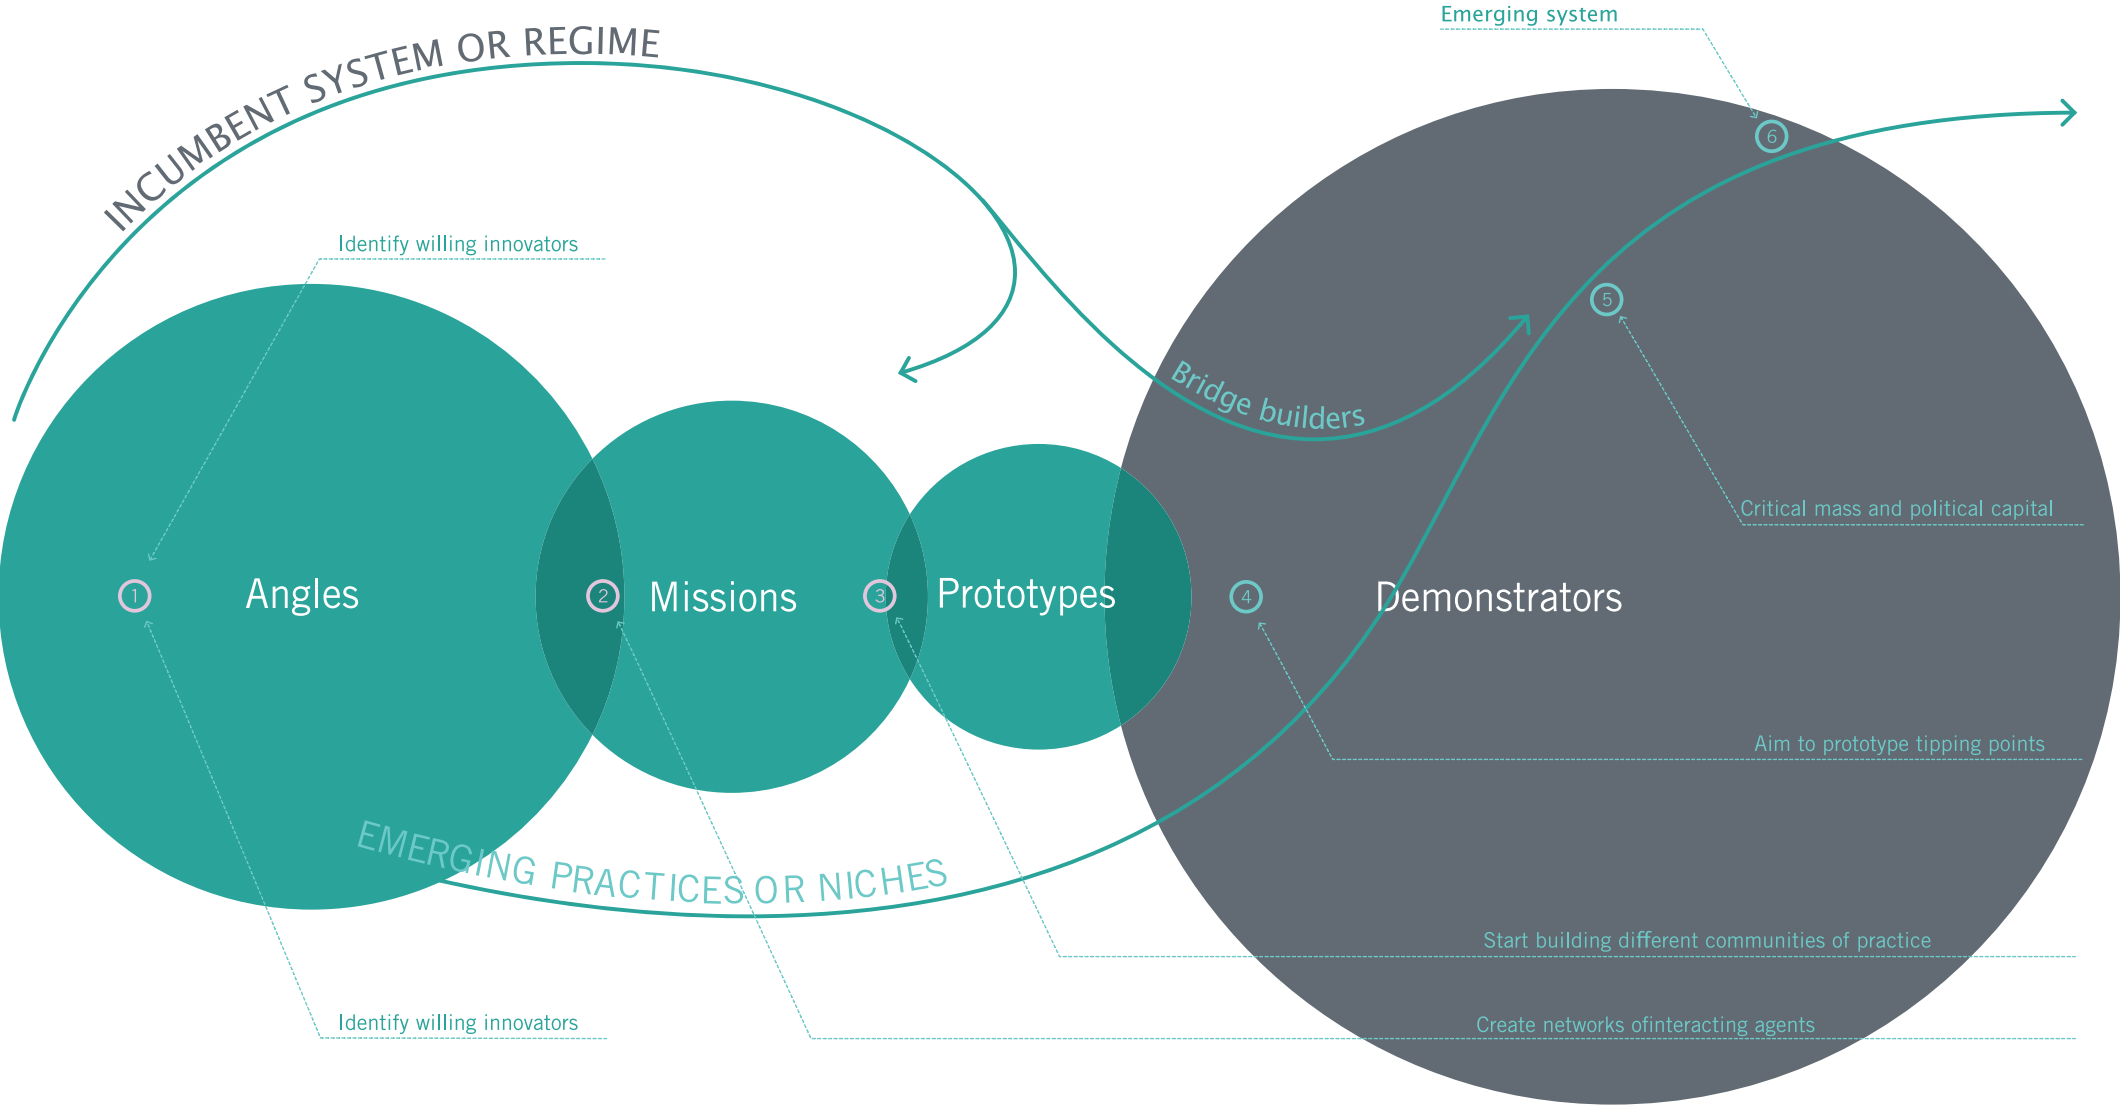 Emerging system
INCUMBENT SYSTEM OR REGIME
6
Identify willing innovators
5
Bridge builders
Critical mass and political capital
1
Angles
2
Missions
3
Prototypes
4
Demonstrators
Aim to prototype tipping points
EMERGING PRACTICES OR NICHES
Start building different communities of practice
Identify willing innovators
Create networks ofinteracting agents